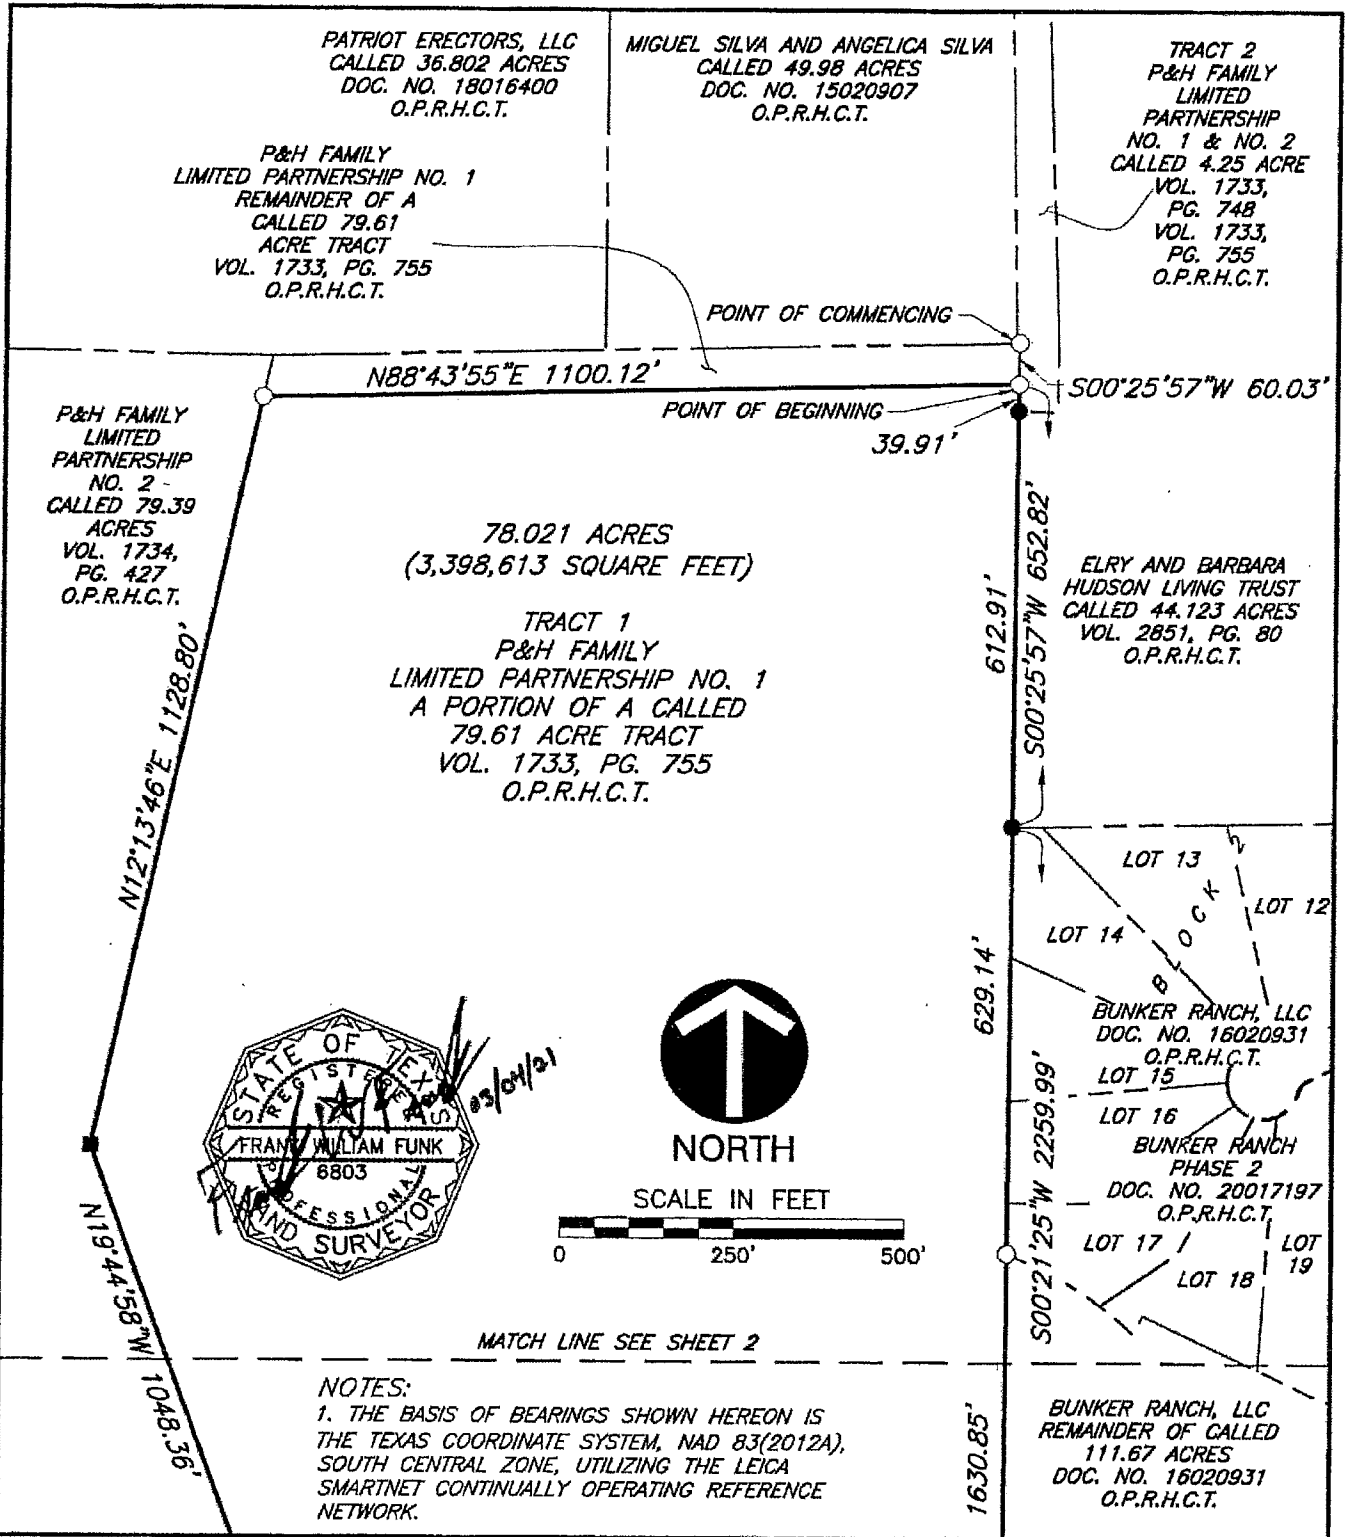 PATRIOT ERECTORS, LLC
CALLED 36.802 ACRES
DOC. NO. 18016400
O.P.R.H.C.T.
MIGUEL SILVA AND ANGELICA SILVA
CALLED 49.98 ACRES
DOC. NO. 15020907
O.P.R.H.C.T.
TRACT 2
P&H FAMILY
LIMITED
PARTNERSHIP
NO. 1 & NO. 2
CALLED 4.25 ACRE
VOL. 1733,
PG. 748
VOL. 1733,
PG. 755
O.P.R.H.C.T.
P&H FAMILY
LIMITED PARTNERSHIP NO. 1
REMAINDER OF A
CALLED 79.61
ACRE TRACT
VOL. 1733, PG. 755
O.P.R.H.C.T.
POINT OF COMMENCING
N88°43'55"E 1100.12'
S00°25'57"W 60.03'
POINT OF BEGINNING
39.91'
P&H FAMILY
LIMITED
PARTNERSHIP
NO. 2
CALLED 79.39
ACRES
VOL. 1734,
PG. 427
O.P.R.H.C.T.
78.021 ACRES
(3,398,613 SQUARE FEET)
TRACT 1
P&H FAMILY
LIMITED PARTNERSHIP NO. 1
A PORTION OF A CALLED
79.61 ACRE TRACT
VOL. 1733, PG. 755
O.P.R.H.C.T.
612.91'
S00°25'57"W 652.82'
ELRY AND BARBARA
HUDSON LIVING TRUST
CALLED 44.123 ACRES
VOL. 2851, PG. 80
O.P.R.H.C.T.
N12°13'46"E 1128.80'
LOT 13
BLOCK 2
LOT 12
LOT 14
629.14'
BUNKER RANCH, LLC
DOC. NO. 16020931
O.P.R.H.C.T.
LOT 15
LOT 16
BUNKER RANCH
PHASE 2
DOC. NO. 20017197
O.P.R.H.C.T.
S00°21'25"W 2259.99'
LOT 17
LOT 18
LOT
19
STATE OF TEXAS
REGISTERED
FRANK WILLIAM FUNK
6803
PROFESSIONAL
LAND SURVEYOR
03/04/21
NORTH
SCALE IN FEET
0 250' 500'
N19°44'58"W 1048.36'
MATCH LINE SEE SHEET 2
NOTES:
1. THE BASIS OF BEARINGS SHOWN HEREON IS
THE TEXAS COORDINATE SYSTEM, NAD 83(2012A),
SOUTH CENTRAL ZONE, UTILIZING THE LEICA
SMARTNET CONTINUALLY OPERATING REFERENCE
NETWORK.
1630.85'
BUNKER RANCH, LLC
REMAINDER OF CALLED
111.67 ACRES
DOC. NO. 16020931
O.P.R.H.C.T.